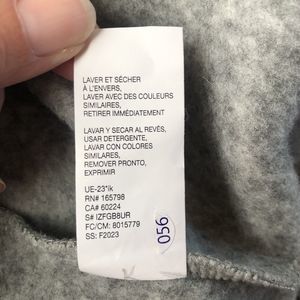 LAVER ET SÉCHER
À L'ENVERS,
LAVER AVEC DES COULEURS
SIMILAIRES,
RETIRER IMMÉDIATEMENT
LAVAR Y SECAR AL REVÉS,
USAR DETERGENTE,
LAVAR CON COLORES
SIMILARES,
REMOVER PRONTO,
EXPRIMIR
UE-23*ik
RN# 165798
CA# 60224
S# IZFGB8UR
FC/CM: 8015779
SS: F2023
056